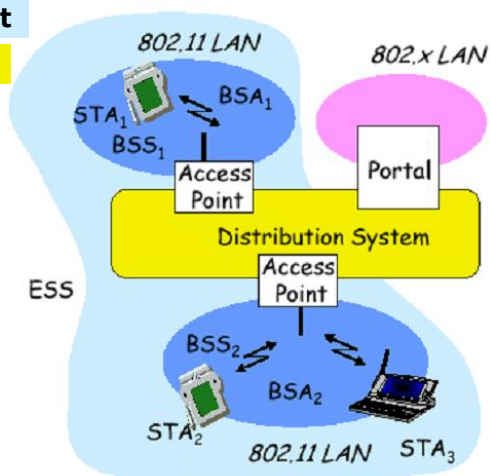 t
802.11 LAN
802.x LAN
STA1
BSA1
BSS1
Access
Point
Portal
Distribution System
Access
Point
ESS
BSS2
BSA2
STA2
802.11 LAN
STA3